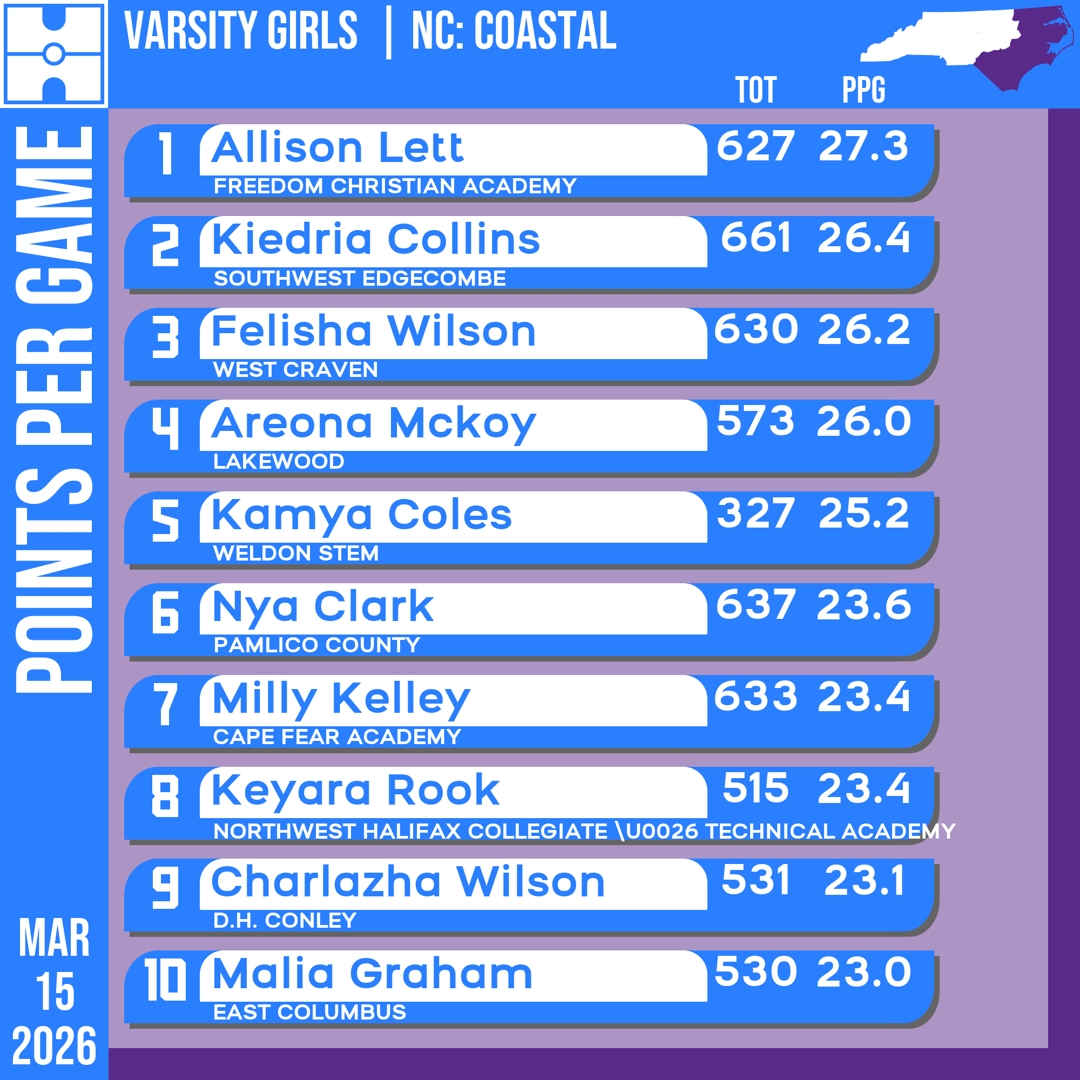 VARSITY GIRLS | NC: COASTAL
TOT PPG
POINTS PER GAME
1 Allison Lett 627 27.3
FREEDOM CHRISTIAN ACADEMY
2 Kiedria Collins 661 26.4
SOUTHWEST EDGECOMBE
3 Felisha Wilson 630 26.2
WEST CRAVEN
4 Areona Mckoy 573 26.0
LAKEWOOD
5 Kamya Coles 327 25.2
WELDON STEM
6 Nya Clark 637 23.6
PAMLICO COUNTY
7 Milly Kelley 633 23.4
CAPE FEAR ACADEMY
8 Keyara Rook 515 23.4
NORTHWEST HALIFAX COLLEGIATE \U0026 TECHNICAL ACADEMY
9 Charlazha Wilson 531 23.1
D.H. CONLEY
10 Malia Graham 530 23.0
EAST COLUMBUS
MAR
15
2026